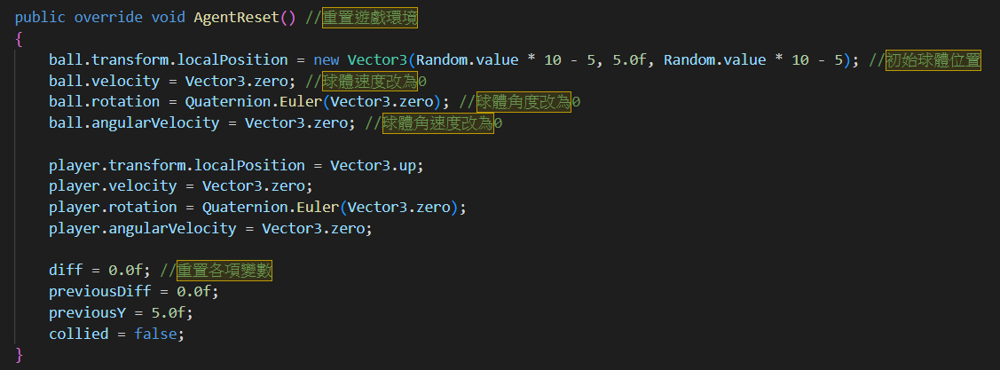 public override void AgentReset() //重置遊戲環境
{
ball.transform.localPosition = new Vector3(Random.value * 10 - 5, 5.0f, Random.value * 10 - 5); //初始球體位置
ball.velocity = Vector3.zero; //球體速度改為0
ball.rotation = Quaternion.Euler(Vector3.zero); //球體角度改為0
ball.angularVelocity = Vector3.zero; //球體角速度改為0
player.transform.localPosition = Vector3.up;
player.velocity = Vector3.zero;
player.rotation = Quaternion.Euler(Vector3.zero);
player.angularVelocity = Vector3.zero;
diff = 0.0f; //重置各項變數
previousDiff = 0.0f;
previousY = 5.0f;
collied = false;
}